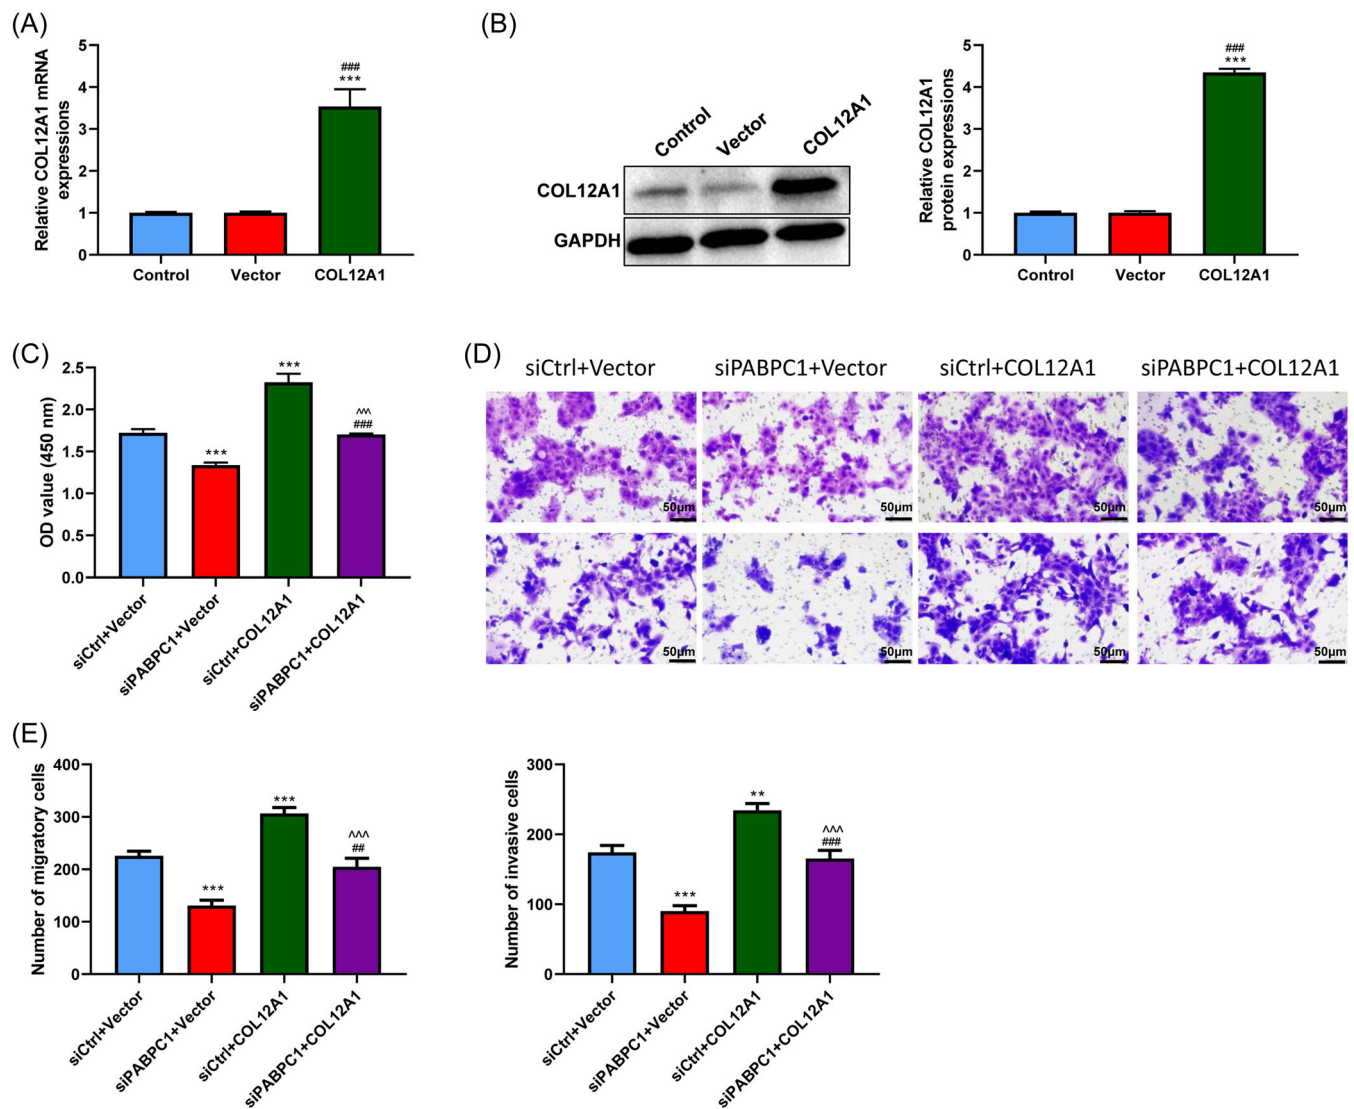 (A)
Relative COL12A1 mRNA
expressions
5
4
3
2
1
0
###
***
Control
Vector
COL12A1
(B)
Control
Vector
COL12A1
COL12A1
GAPDH
Relative COL12A1
protein expressions
5
4
3
2
1
0
###
***
Control
Vector
COL12A1
(C)
OD value (450 nm)
2.5
2.0
1.5
1.0
0.5
0.0
***
***
^^^
###
siCtrl+Vector
siPABPC1+Vector
siCtrl+COL12A1
siPABPC1+COL12A1
(D)
siCtrl+Vector
siPABPC1+Vector
siCtrl+COL12A1
siPABPC1+COL12A1
50μm
50μm
50μm
50μm
50μm
50μm
50μm
50μm
(E)
Number of migratory cells
400
300
200
100
0
***
***
^^^
##
siCtrl+Vector
siPABPC1+Vector
siCtrl+COL12A1
siPABPC1+COL12A1
Number of invasive cells
300
200
100
0
***
**
^^^
###
siCtrl+Vector
siPABPC1+Vector
siCtrl+COL12A1
siPABPC1+COL12A1